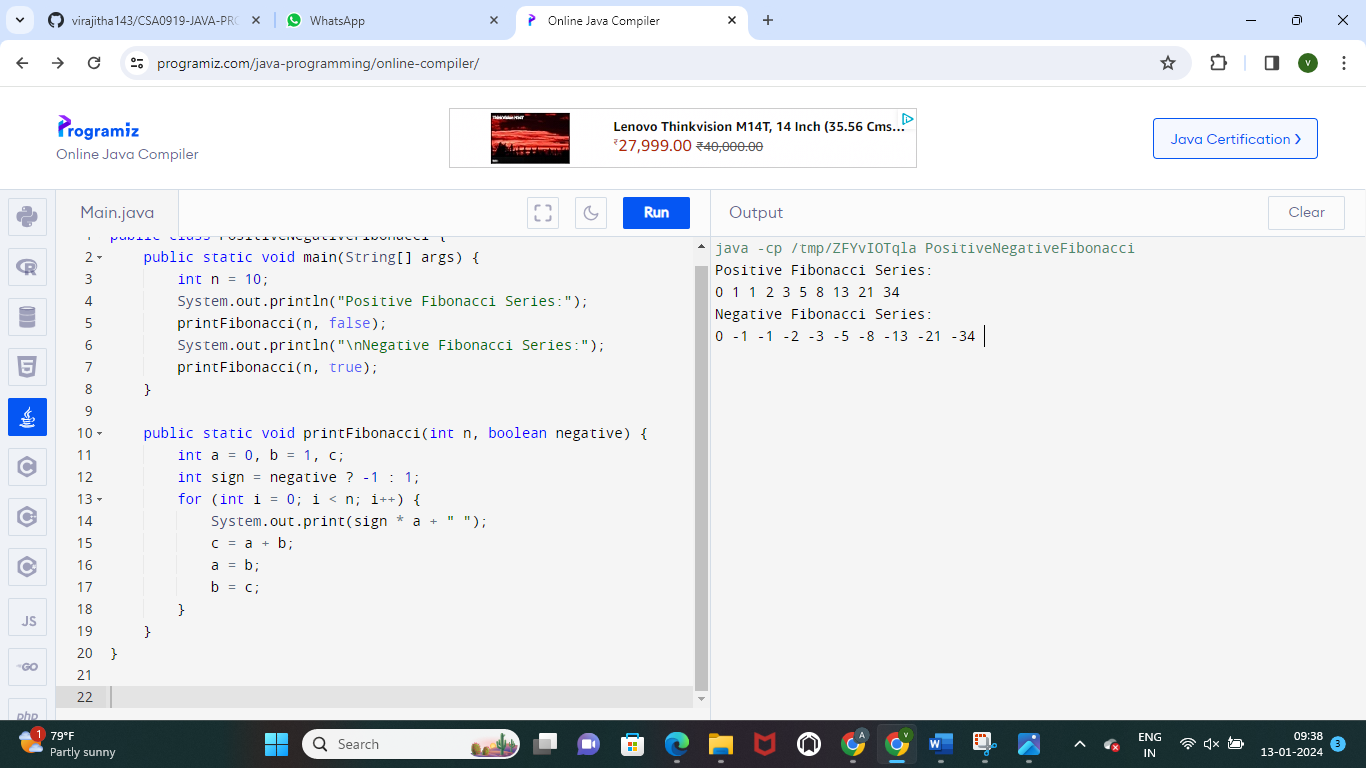 virajitha143/CSA0919-JAVA-PRO
WhatsApp
Online Java Compiler
programiz.com/java-programming/online-compiler/
V
Programiz
Online Java Compiler
Lenovo Thinkvision M14T, 14 Inch (35.56 Cms...
₹27,999.00 ₹40,000.00
Java Certification
Main.java
Run
Output
Clear
1 public class PositiveNegativeFibonacci {
2 public static void main(String[] args) {
3 int n = 10;
4 System.out.println("Positive Fibonacci Series:");
5 printFibonacci(n, false);
6 System.out.println("\nNegative Fibonacci Series:");
7 printFibonacci(n, true);
8 }
9
10 public static void printFibonacci(int n, boolean negative) {
11 int a = 0, b = 1, c;
12 int sign = negative ? -1 : 1;
13 for (int i = 0; i < n; i++) {
14 System.out.print(sign * a + " ");
15 c = a + b;
16 a = b;
17 b = c;
18 }
19 }
20 }
21
22
java -cp /tmp/ZFYvIOTqla PositiveNegativeFibonacci
Positive Fibonacci Series:
0 1 1 2 3 5 8 13 21 34
Negative Fibonacci Series:
0 -1 -1 -2 -3 -5 -8 -13 -21 -34
JS
GO
php
1
79°F
Partly sunny
Search
A
V
ENG
IN
09:38
13-01-2024
3